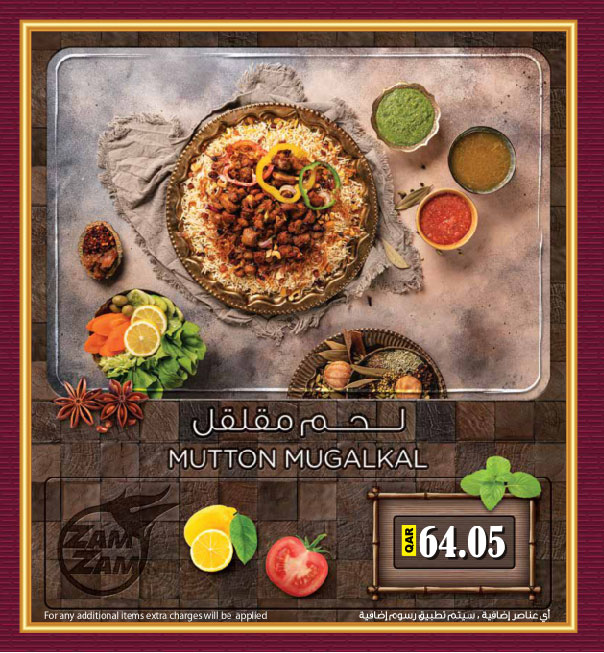 لحم مقلقل
MUTTON MUGALKAL
ZAM
ZAM
QAR 64.05
For any additional items extra charges will be applied
أي عناصر إضافية ، سيتم تطبيق رسوم إضافية